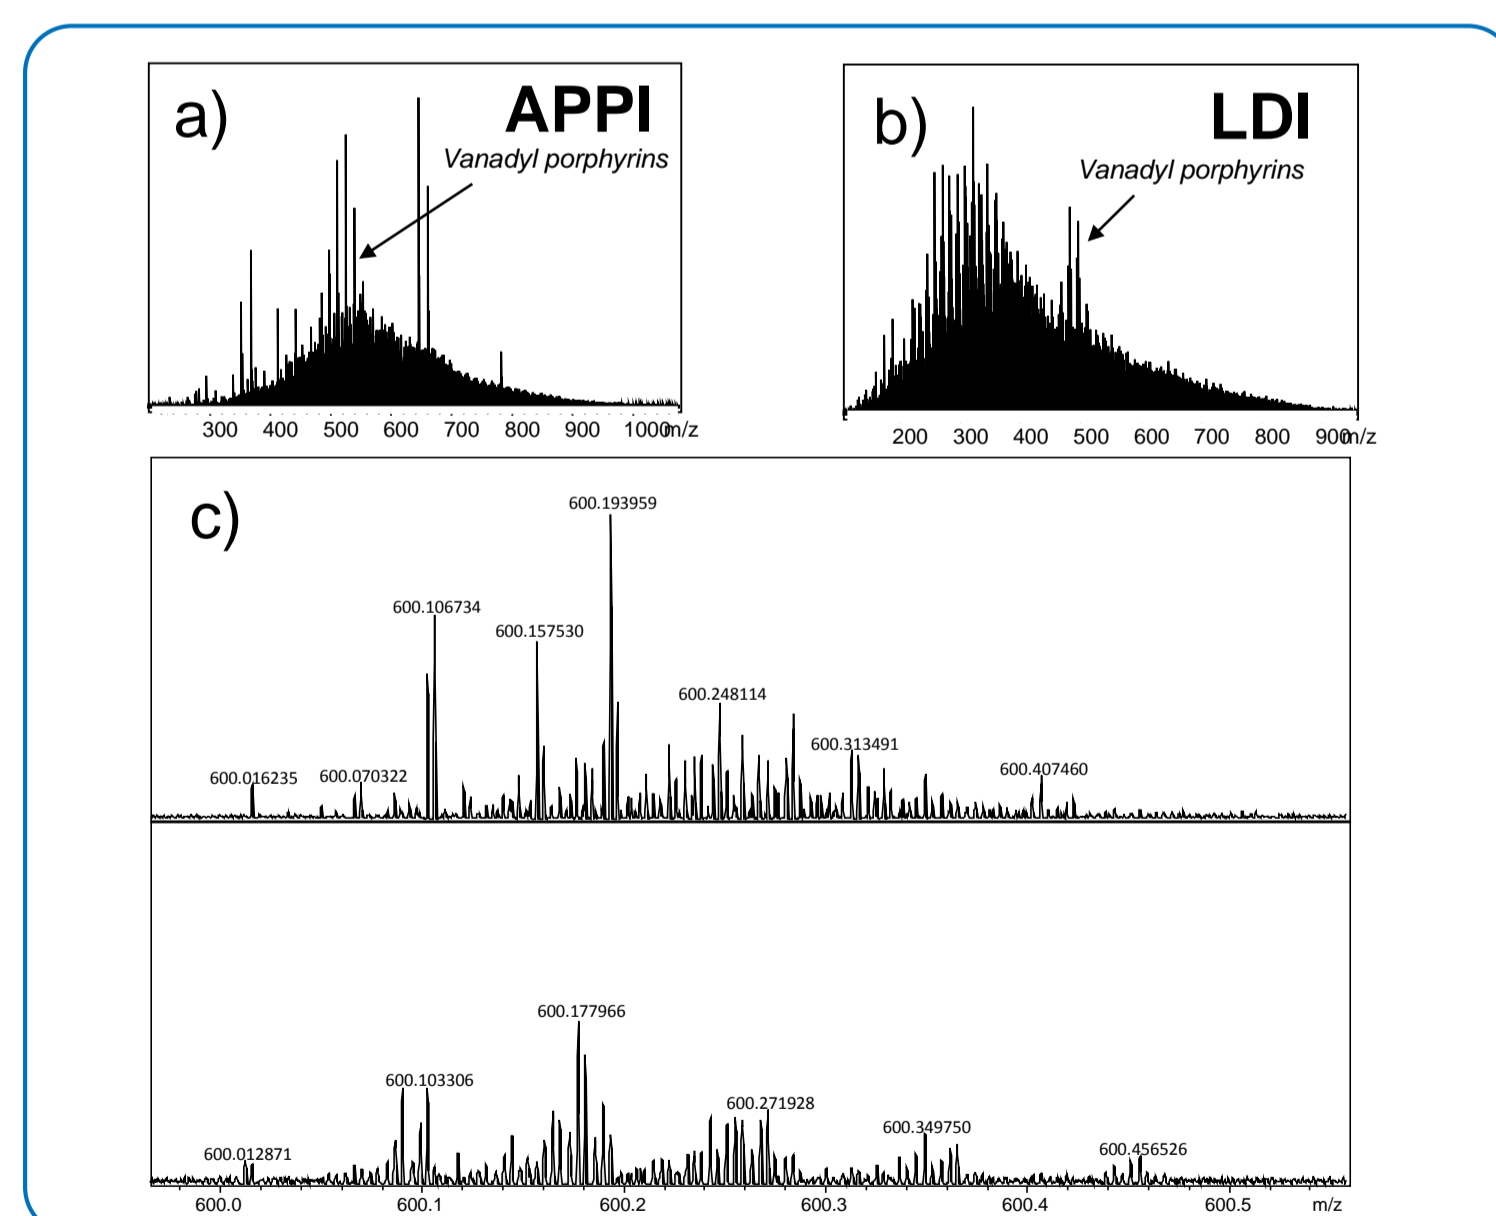 a) APPI
Vanadyl porphyrins
300 400 500 600 700 800 900 1000 m/z
b) LDI
Vanadyl porphyrins
200 300 400 500 600 700 800 900 m/z
c)
600.193959
600.106734
600.157530
600.248114
600.313491
600.016235 600.070322 600.407460
600.177966
600.103306
600.271928
600.349750
600.012871 600.456526
600.0 600.1 600.2 600.3 600.4 600.5 m/z